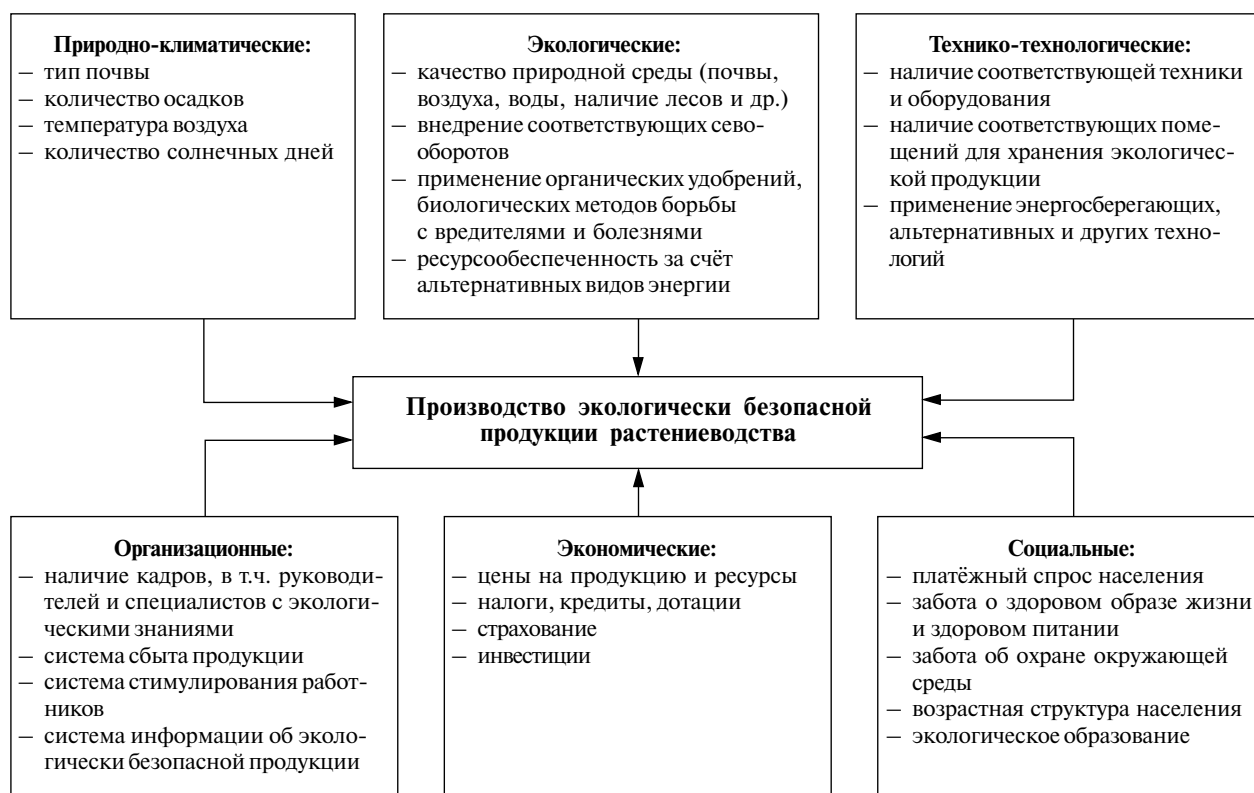 Природно-климатические:
– тип почвы
– количество осадков
– температура воздуха
– количество солнечных дней
Экологические:
– качество природной среды (почвы,
воздуха, воды, наличие лесов и др.)
– внедрение соответствующих сево-
оборотов
– применение органических удобрений,
биологических методов борьбы
с вредителями и болезнями
– ресурсообеспеченность за счёт
альтернативных видов энергии
Технико-технологические:
– наличие соответствующей техники
и оборудования
– наличие соответствующих поме-
щений для хранения экологичес-
кой продукции
– применение энергосберегающих,
альтернативных и других техно-
логий
Производство экологически безопасной
продукции растениеводства
Организационные:
– наличие кадров, в т.ч. руководи-
телей и специалистов с экологи-
ческими знаниями
– система сбыта продукции
– система стимулирования работ-
ников
– система информации об эколо-
гически безопасной продукции
Экономические:
– цены на продукцию и ресурсы
– налоги, кредиты, дотации
– страхование
– инвестиции
Социальные:
– платёжный спрос населения
– забота о здоровом образе жизни
и здоровом питании
– забота об охране окружающей
среды
– возрастная структура населения
– экологическое образование